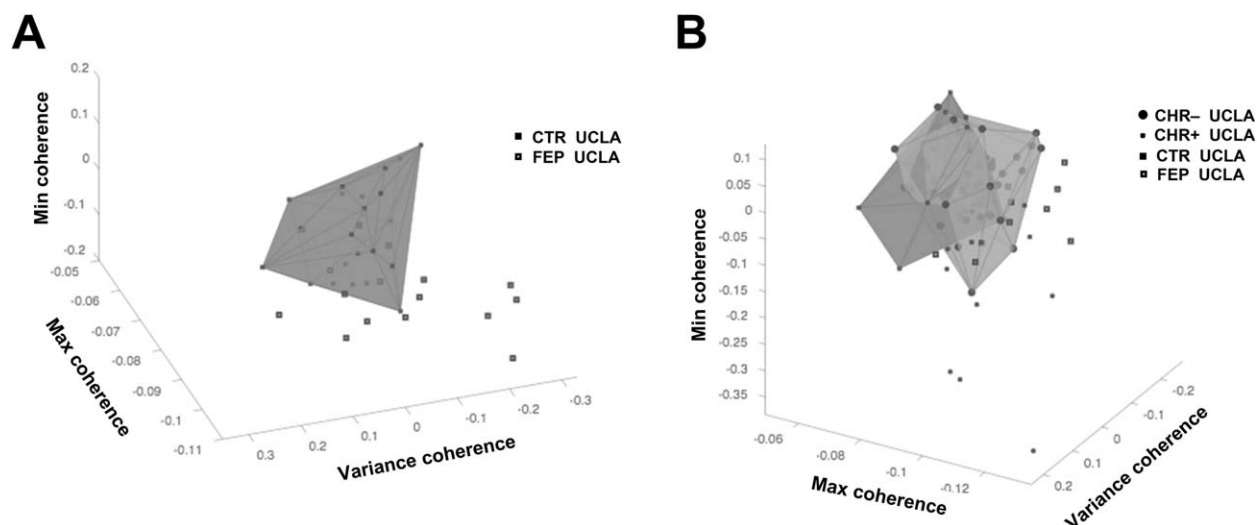 A
0.2
0.1
0
-0.1
-0.2
Min coherence
-0.05
-0.06
-0.07
-0.08
-0.09
-0.1
-0.11
Max coherence
0.3
0.2
0.1
0
-0.1
-0.2
-0.3
Variance coherence
CTR UCLA
FEP UCLA
B
0.1
0.05
0
-0.05
-0.1
-0.15
-0.2
-0.25
-0.3
-0.35
Min coherence
-0.06
-0.08
-0.1
-0.12
Max coherence
-0.2
-0.1
0
0.1
0.2
Variance coherence
CHR– UCLA
CHR+ UCLA
CTR UCLA
FEP UCLA